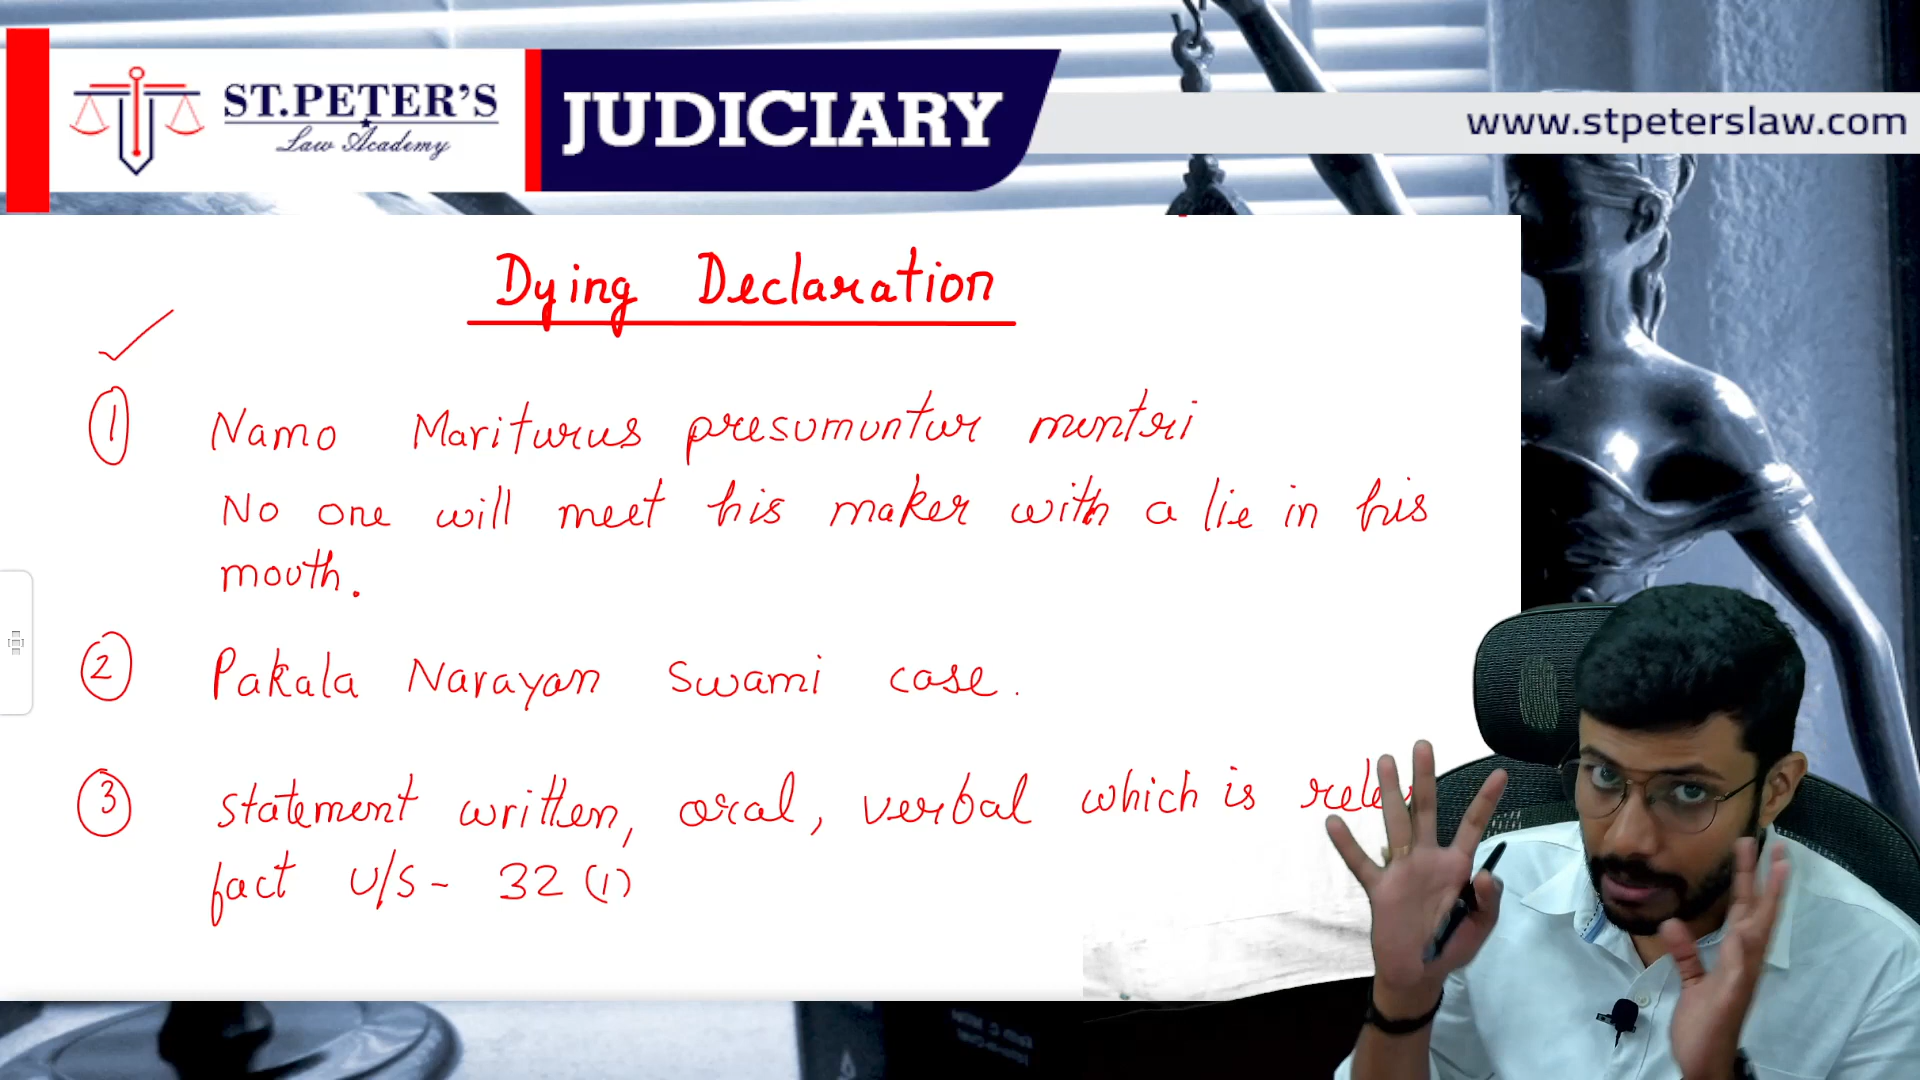 ST.PETER'S
Law Academy
JUDICIARY
www.stpeterslaw.com
Dying Declaration
1 Namo Mariturus presumuntur mentri
No one will meet his maker with a lie in his
mouth.
2 Pakala Narayan Swami case.
3 statement written, oral, verbal which is
fact U/S - 32 (1)